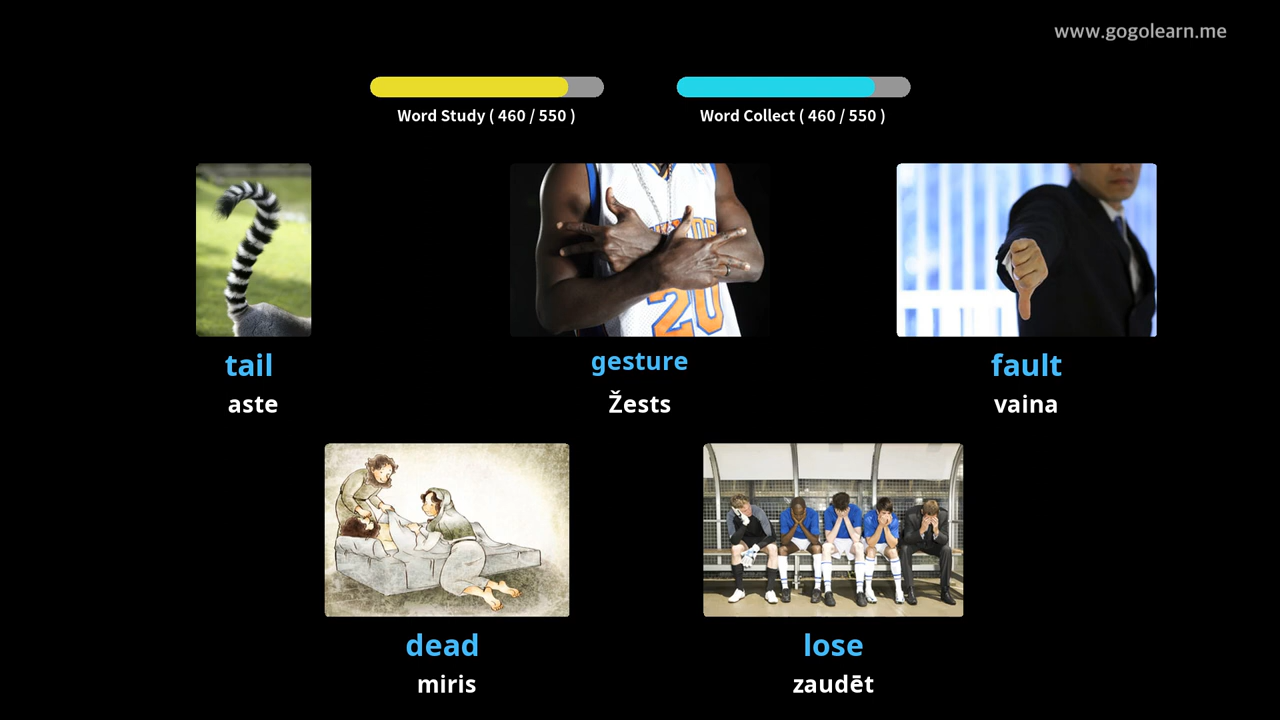 www.gogolearn.me
Word Study ( 460 / 550 )
Word Collect ( 460 / 550 )
20
tail
aste
gesture
Žests
fault
vaina
dead
miris
lose
zaudēt